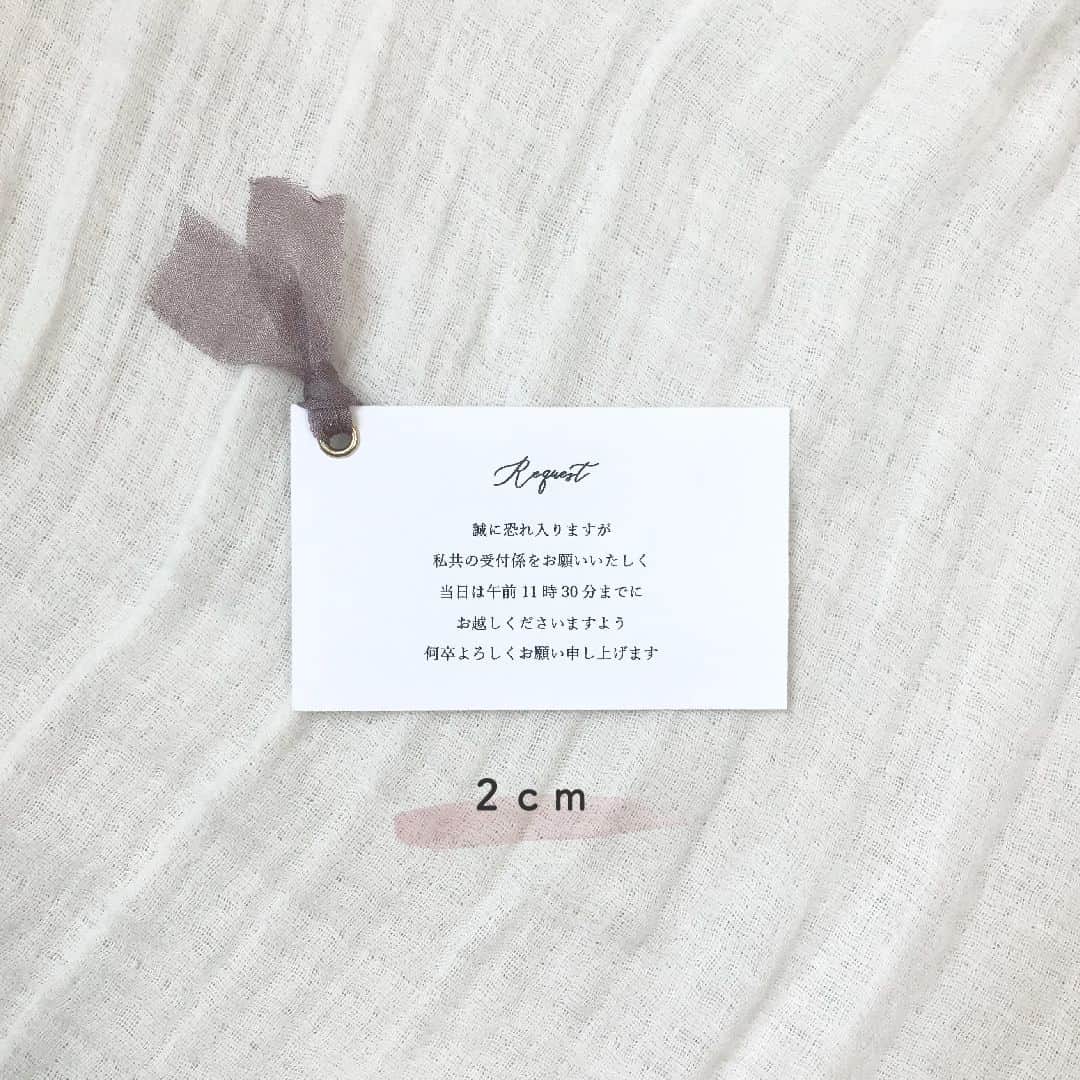 Request
誠に恐れ入りますが
私共の受付係をお願いいたしく
当日は午前 11 時 30 分までに
お越しくださいますよう
何卒よろしくお願い申し上げます
2cm